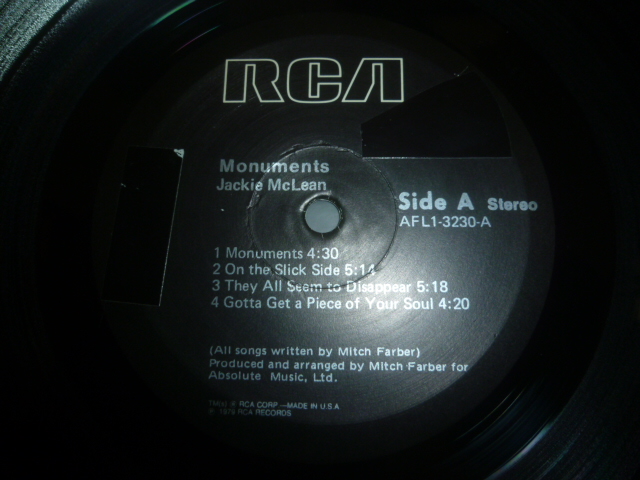 RCA
Monuments
Jackie McLean
Side A Stereo
AFL1-3230-A
1 Monuments 4:30
2 On the Slick Side 5:14
3 They All Seem to Disappear 5:18
4 Gotta Get a Piece of Your Soul 4:20
(All songs written by Mitch Farber)
Produced and arranged by Mitch Farber for
Absolute Music, Ltd.
TM(s) ® RCA CORP.—MADE IN U.S.A
℗ 1979 RCA RECORDS